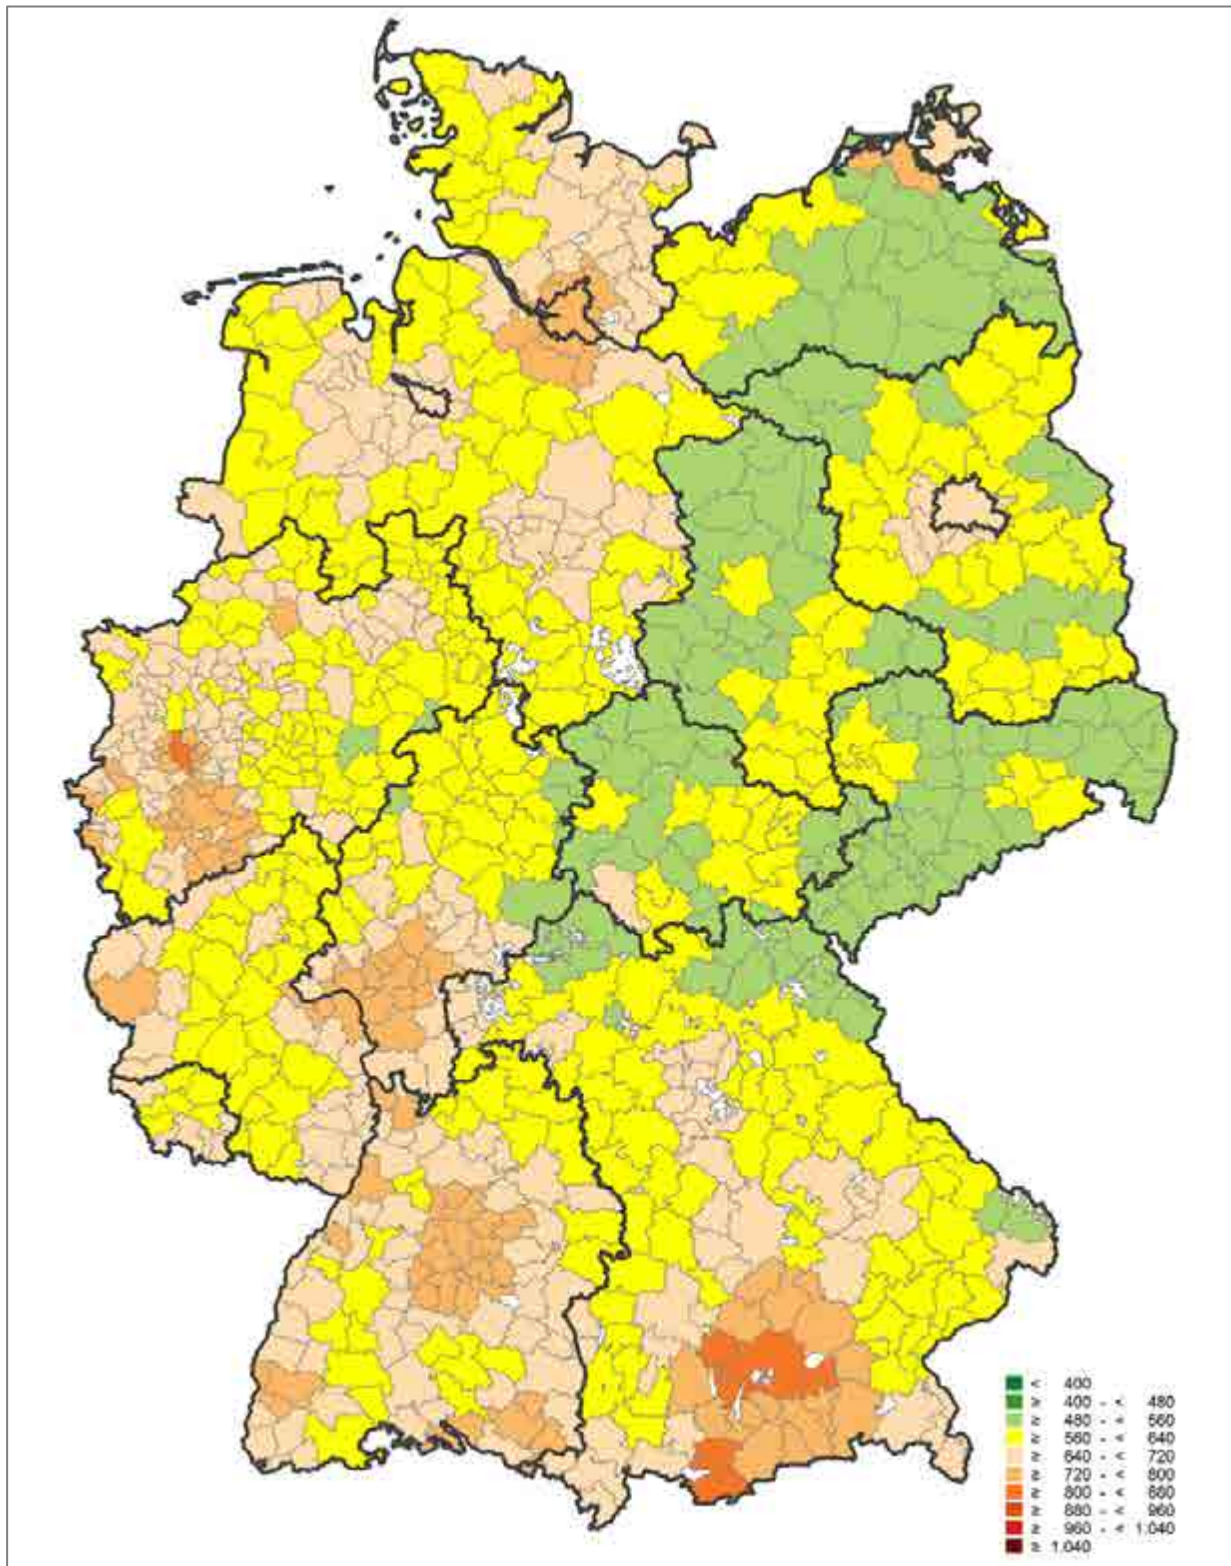 < 400
≥ 400 - < 480
≥ 480 - < 560
≥ 560 - < 640
≥ 640 - < 720
≥ 720 - < 800
≥ 800 - < 880
≥ 880 - < 960
≥ 960 - < 1.040
≥ 1.040